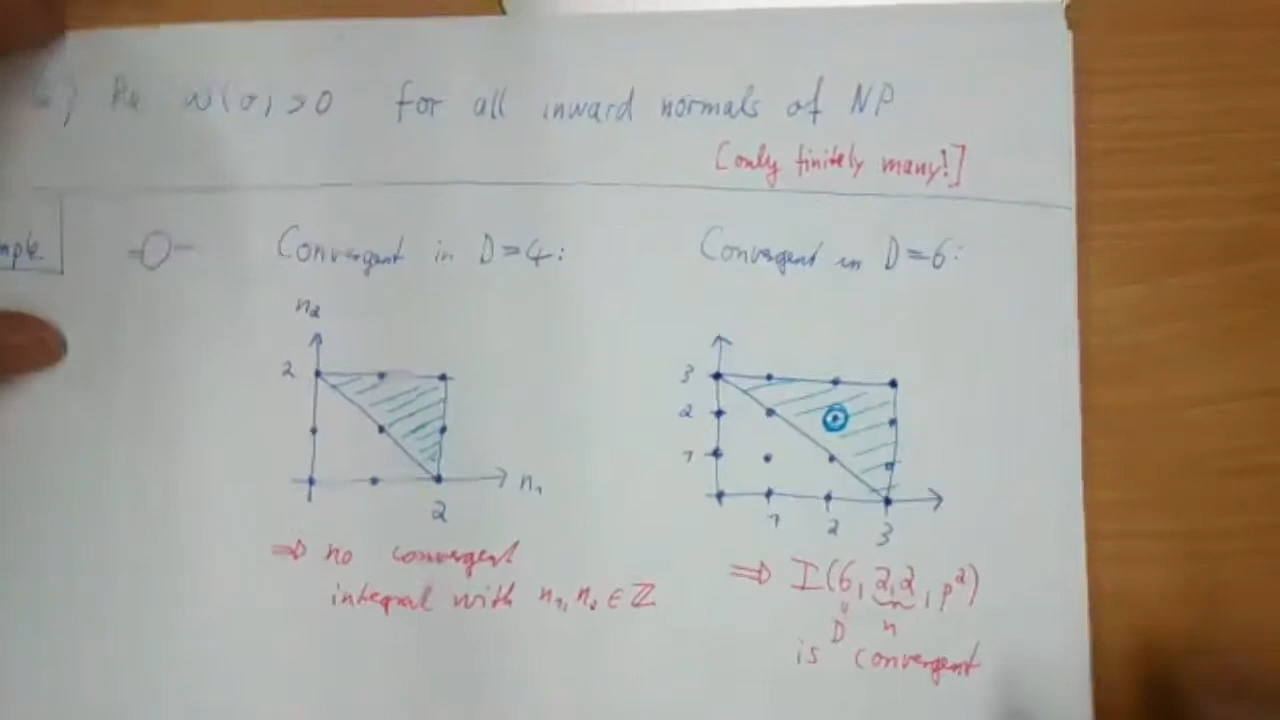 Re ω(σ) > 0 for all inward normals of NP
[only finitely many!]
mple
Convergent in D=4:
Convergent in D=6:
n₂
2
n₁
2
3
2
1
1 2 3
⇒ no convergent
integral with n₁, n₂ ∈ ℤ
⇒ I(6, 2,2, p²)
D n
is convergent